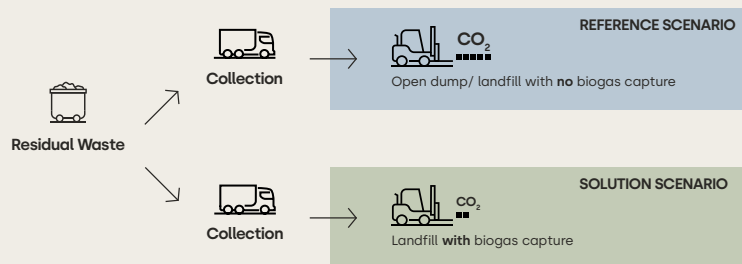 REFERENCE SCENARIO
CO₂
Collection
Open dump/ landfill with no biogas capture
Residual Waste
SOLUTION SCENARIO
CO₂
Collection
Landfill with biogas capture